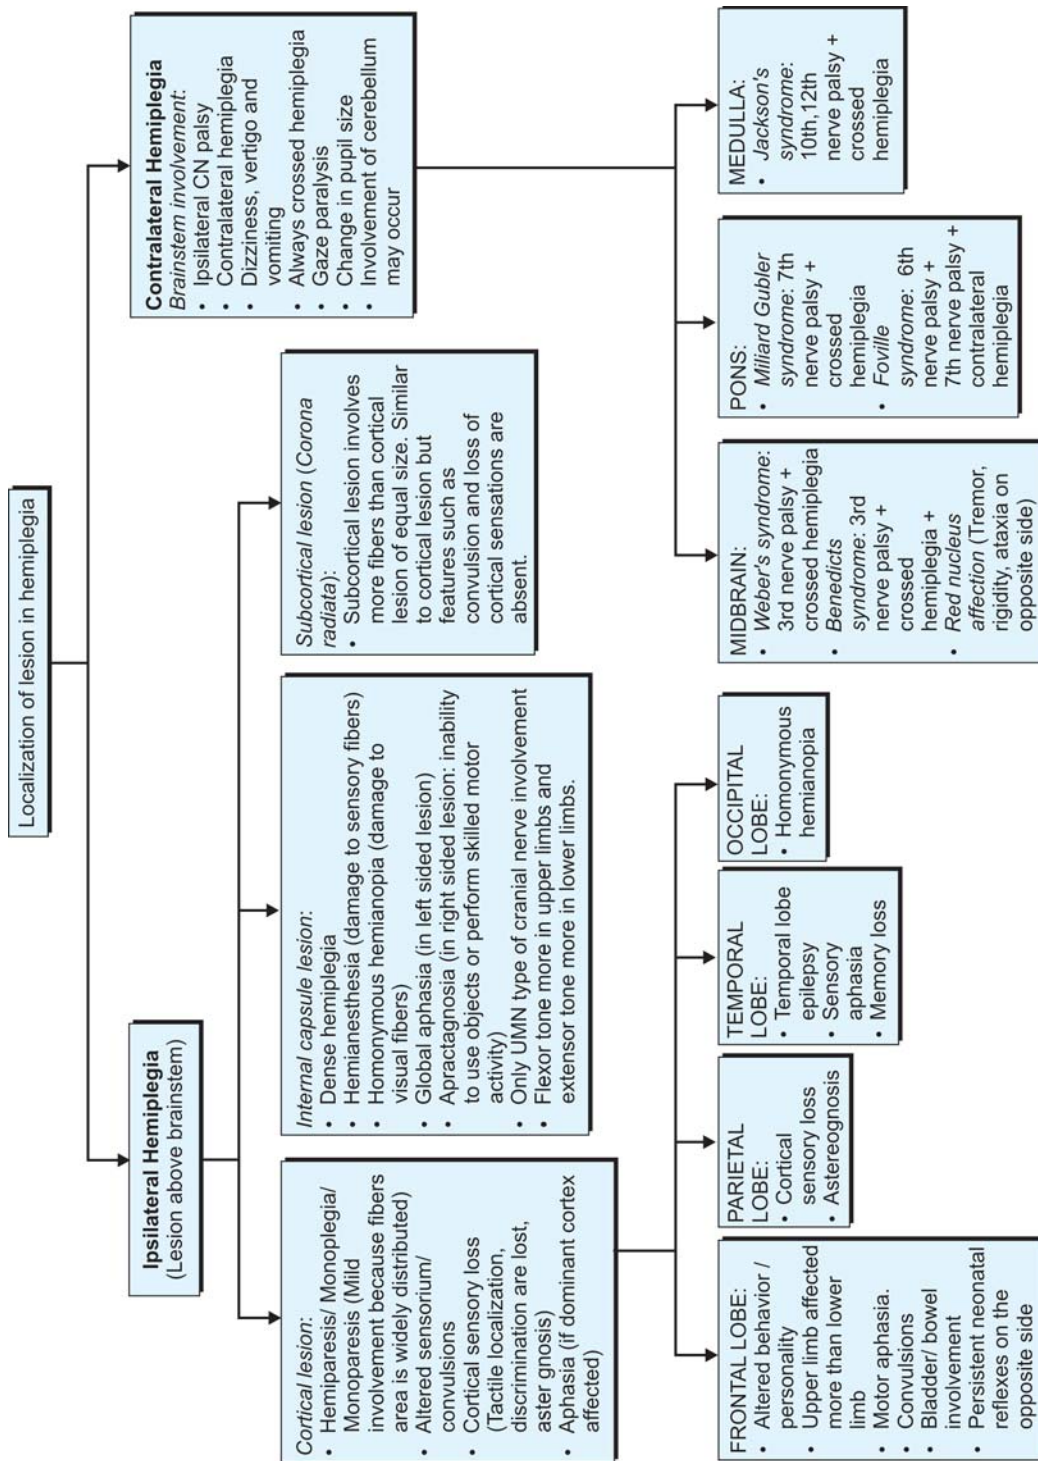 Localization of lesion in hemiplegia
Ipsilateral Hemiplegia
(Lesion above brainstem)
Contralateral Hemiplegia
Brainstem involvement:
• Ipsilateral CN palsy
• Contralateral hemiplegia
• Dizziness, vertigo and
vomiting
• Always crossed hemiplegia
• Gaze paralysis
• Change in pupil size
• Involvement of cerebellum
may occur
Cortical lesion:
• Hemiparesis/ Monoplegia/
Monoparesis (Mild
involvement because fibers
area is widely distributed)
• Altered sensorium/
convulsions
• Cortical sensory loss
(Tactile localization,
discrimination are lost,
aster gnosis)
• Aphasia (if dominant cortex
affected)
Internal capsule lesion:
• Dense hemiplegia
• Hemianesthesia (damage to sensory fibers)
• Homonymous hemianopia (damage to
visual fibers)
• Global aphasia (in left sided lesion)
• Apractagnosia (in right sided lesion: inability
to use objects or perform skilled motor
activity)
• Only UMN type of cranial nerve involvement
• Flexor tone more in upper limbs and
extensor tone more in lower limbs.
Subcortical lesion (Corona
radiata):
• Subcortical lesion involves
more fibers than cortical
lesion of equal size. Similar
to cortical lesion but
features such as
convulsion and loss of
cortical sensations are
absent.
FRONTAL LOBE:
• Altered behavior /
personality
• Upper limb affected
more than lower
limb
• Motor aphasia.
• Convulsions
• Bladder/ bowel
involvement
• Persistent neonatal
reflexes on the
opposite side
PARIETAL
LOBE:
• Cortical
sensory loss
• Astereognosis
TEMPORAL
LOBE:
• Temporal lobe
epilepsy
• Sensory
aphasia
• Memory loss
OCCIPITAL
LOBE:
• Homonymous
hemianopia
MIDBRAIN:
• Weber's syndrome:
3rd nerve palsy +
crossed hemiplegia
• Benedicts
syndrome: 3rd
nerve palsy +
crossed
hemiplegia +
• Red nucleus
affection (Tremor,
rigidity, ataxia on
opposite side)
PONS:
• Miliard Gubler
syndrome: 7th
nerve palsy +
crossed
hemiplegia
• Foville
syndrome: 6th
nerve palsy +
7th nerve palsy +
contralateral
hemiplegia
MEDULLA:
• Jackson's
syndrome:
10th,12th
nerve palsy +
crossed
hemiplegia